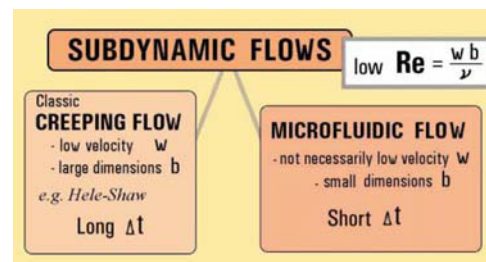 SUBDYNAMIC FLOWS
low Re = w b / ν
Classic
CREEPING FLOW
- low velocity w
- large dimensions b
e.g. Hele-Shaw
Long Δt
MICROFLUIDIC FLOW
- not necessarily low velocity w
- small dimensions b
Short Δt